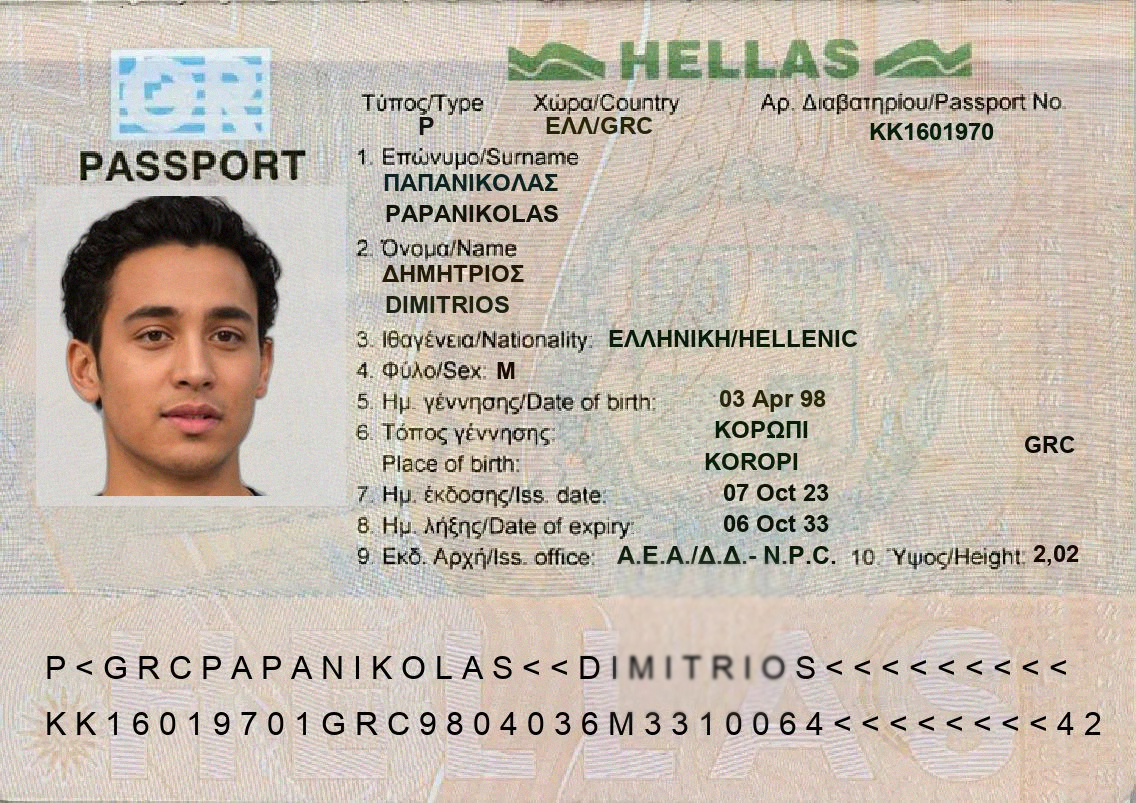 GR
PASSPORT
HELLAS
Τύπος/Type Χώρα/Country Αρ. Διαβατηρίου/Passport No.
P ΕΛΛ/GRC KK1601970
1. Επώνυμο/Surname
ΠΑΠΑΝΙΚΟΛΑΣ
PAPANIKOLAS
2. Όνομα/Name
ΔΗΜΗΤΡΙΟΣ
DIMITRIOS
3. Ιθαγένεια/Nationality: ΕΛΛΗΝΙΚΗ/HELLENIC
4. Φύλο/Sex: M
5. Ημ. γέννησης/Date of birth: 03 Apr 98
6. Τόπος γέννησης: ΚΟΡΩΠΙ
Place of birth: KOROPI GRC
7. Ημ. έκδοσης/Iss. date: 07 Oct 23
8. Ημ. λήξης/Date of expiry: 06 Oct 33
9 Εκδ. Αρχή/Iss. office: Α.Ε.Α./Δ.Δ.- N.P.C. 10. Ύψος/Height: 2,02
HELLAS
P<GRCPAPANIKOLAS<<DIMITRIOS<<<<<<<<<
KK16019701GRC9804036M3310064<<<<<<<<42